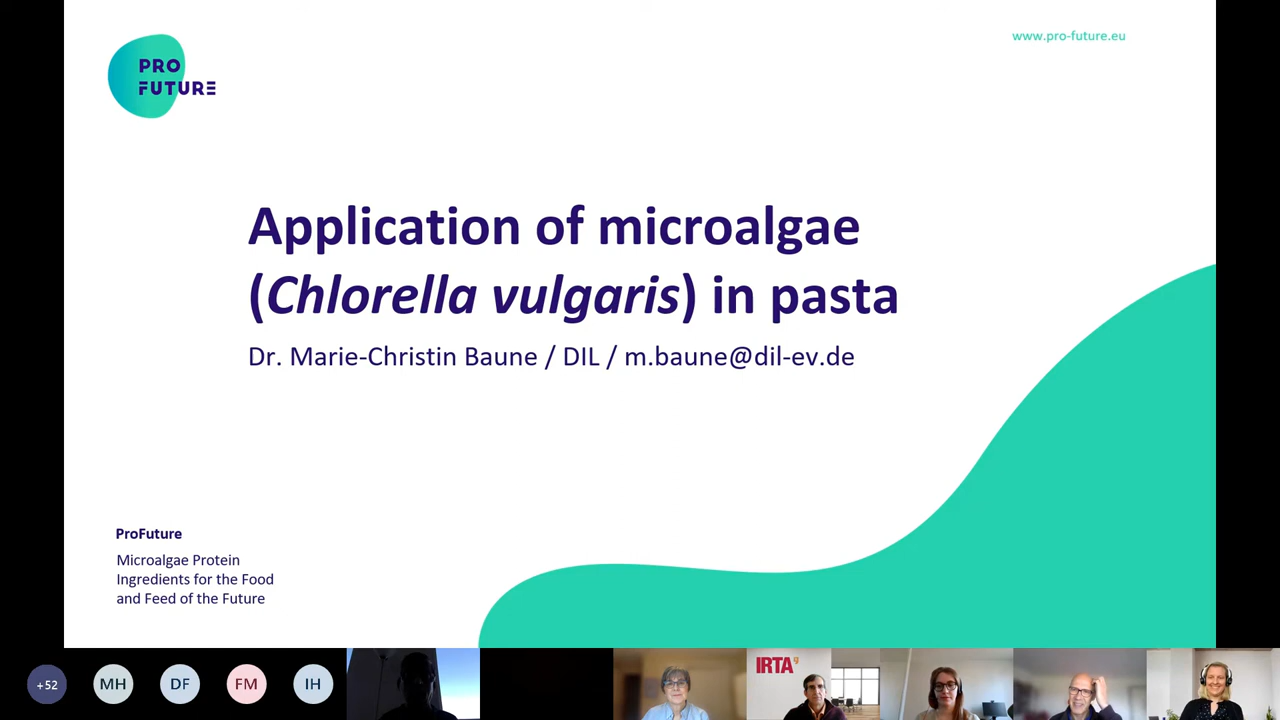 www.pro-future.eu
PRO
FUTURE
Application of microalgae
(Chlorella vulgaris) in pasta
Dr. Marie-Christin Baune / DIL / m.baune@dil-ev.de
ProFuture
Microalgae Protein
Ingredients for the Food
and Feed of the Future
+52
MH
DF
FM
IH
IRTA